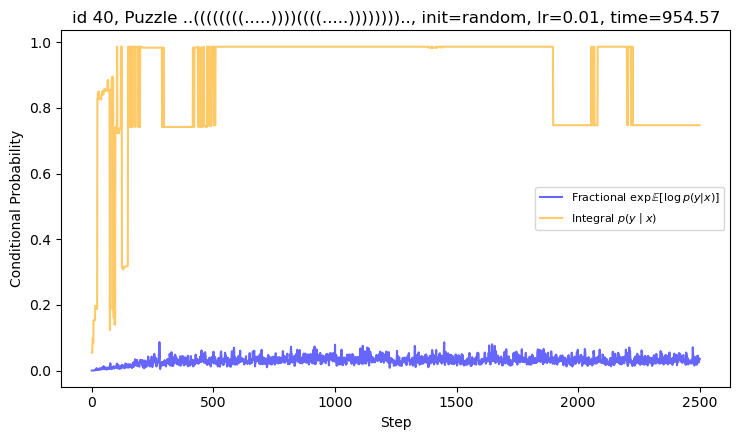 id 40, Puzzle ..((((((((.....))))((((.....)))))))).., init=random, lr=0.01, time=954.57
1.0
0.8
0.6
0.4
0.2
0.0
Conditional Probability
Fractional exp𝔼[log p(y|x)]
Integral p(y | x)
0
500
1000
1500
2000
2500
Step